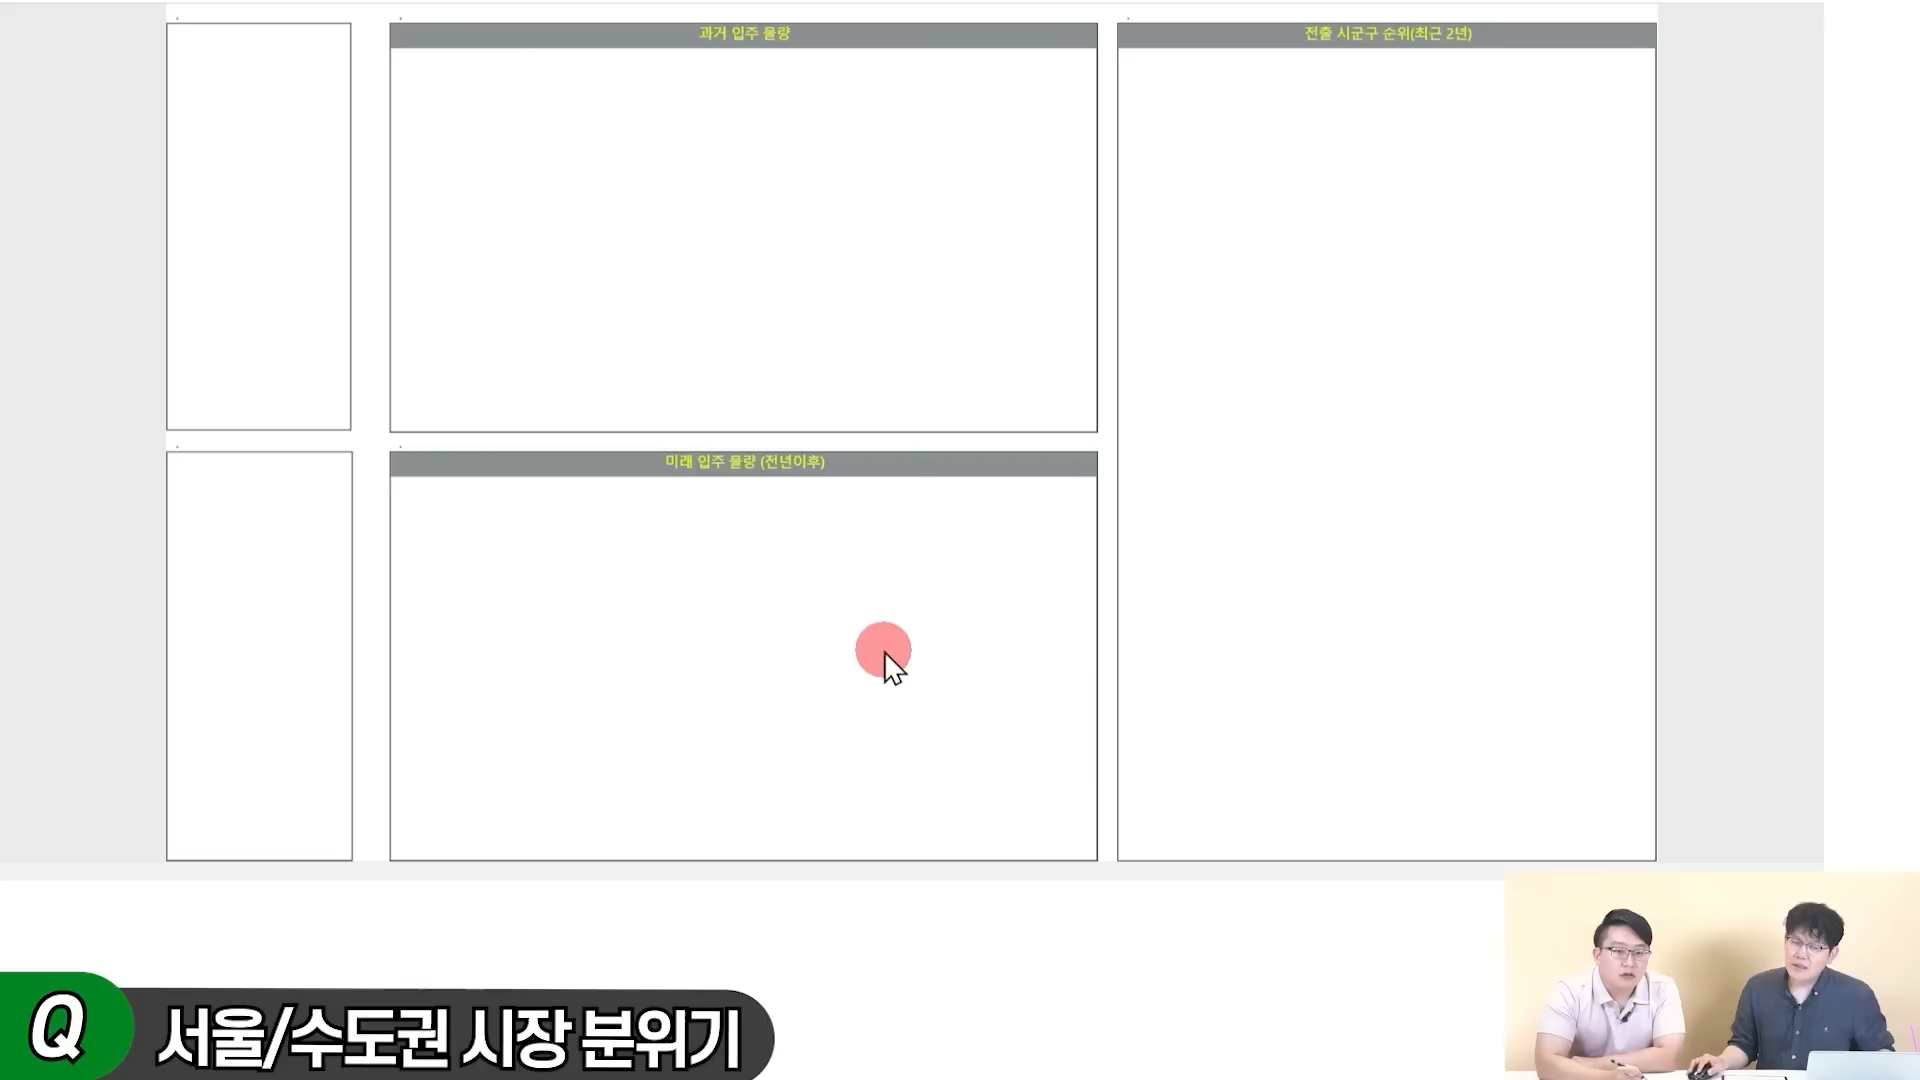 과거 입주 물량
전출 시군구 순위(최근 2년)
미래 입주 물량 (전년이후)
Q
서울/수도권 시장 분위기